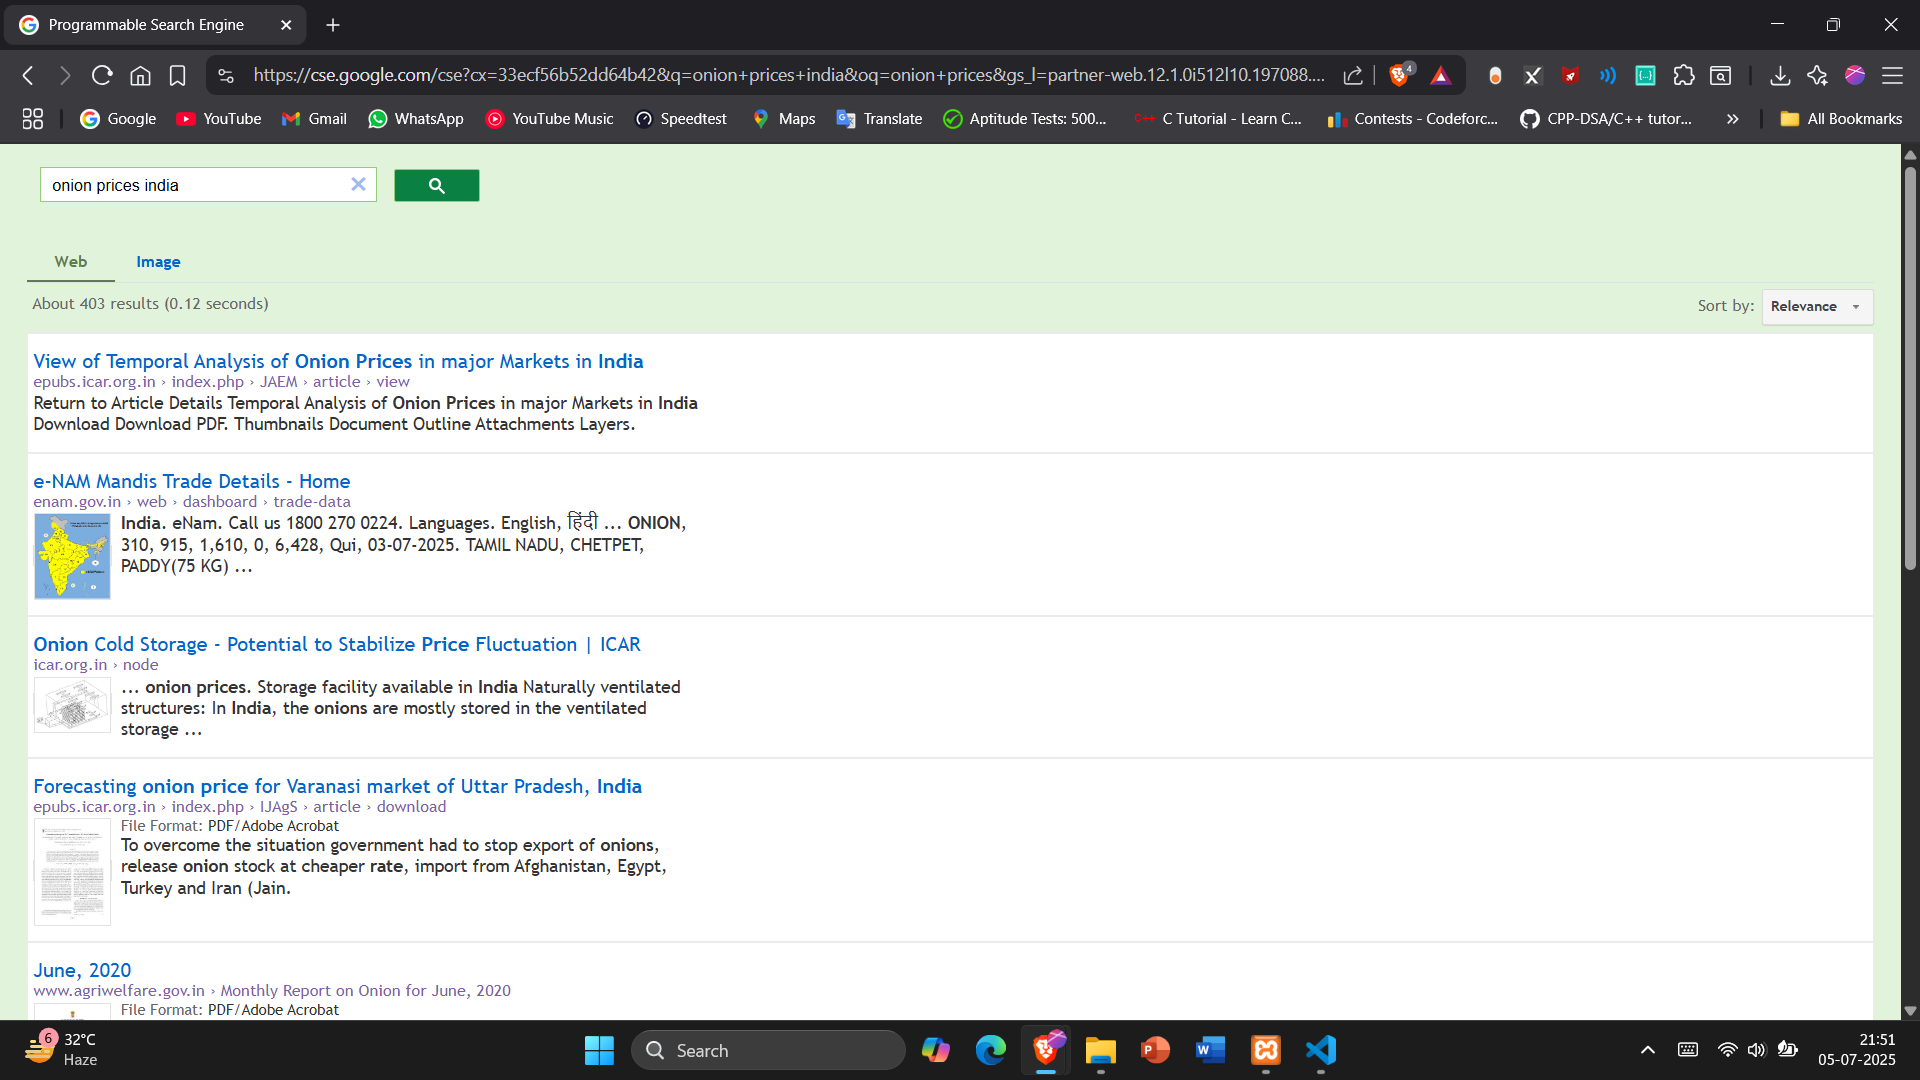 Programmable Search Engine
https://cse.google.com/cse?cx=33ecf56b52dd64b42&q=onion+prices+india&oq=onion+prices&gs_l=partner-web.12.1.0i512l10.197088....
4
Google
YouTube
Gmail
WhatsApp
YouTube Music
Speedtest
Maps
Translate
Aptitude Tests: 500...
C Tutorial - Learn C...
Contests - Codeforc...
CPP-DSA/C++ tutor...
All Bookmarks
onion prices india
Web
Image
About 403 results (0.12 seconds)
Sort by:
Relevance
View of Temporal Analysis of Onion Prices in major Markets in India
epubs.icar.org.in › index.php › JAEM › article › view
Return to Article Details Temporal Analysis of Onion Prices in major Markets in India
Download Download PDF. Thumbnails Document Outline Attachments Layers.
e-NAM Mandis Trade Details - Home
enam.gov.in › web › dashboard › trade-data
India. eNam. Call us 1800 270 0224. Languages. English, हिंदी ... ONION,
310, 915, 1,610, 0, 6,428, Qui, 03-07-2025. TAMIL NADU, CHETPET,
PADDY(75 KG) ...
Onion Cold Storage - Potential to Stabilize Price Fluctuation | ICAR
icar.org.in › node
... onion prices. Storage facility available in India Naturally ventilated
structures: In India, the onions are mostly stored in the ventilated
storage ...
Forecasting onion price for Varanasi market of Uttar Pradesh, India
epubs.icar.org.in › index.php › IJAgS › article › download
File Format: PDF/Adobe Acrobat
To overcome the situation government had to stop export of onions,
release onion stock at cheaper rate, import from Afghanistan, Egypt,
Turkey and Iran (Jain.
June, 2020
www.agriwelfare.gov.in › Monthly Report on Onion for June, 2020
File Format: PDF/Adobe Acrobat
6
32°C
Haze
Search
21:51
05-07-2025